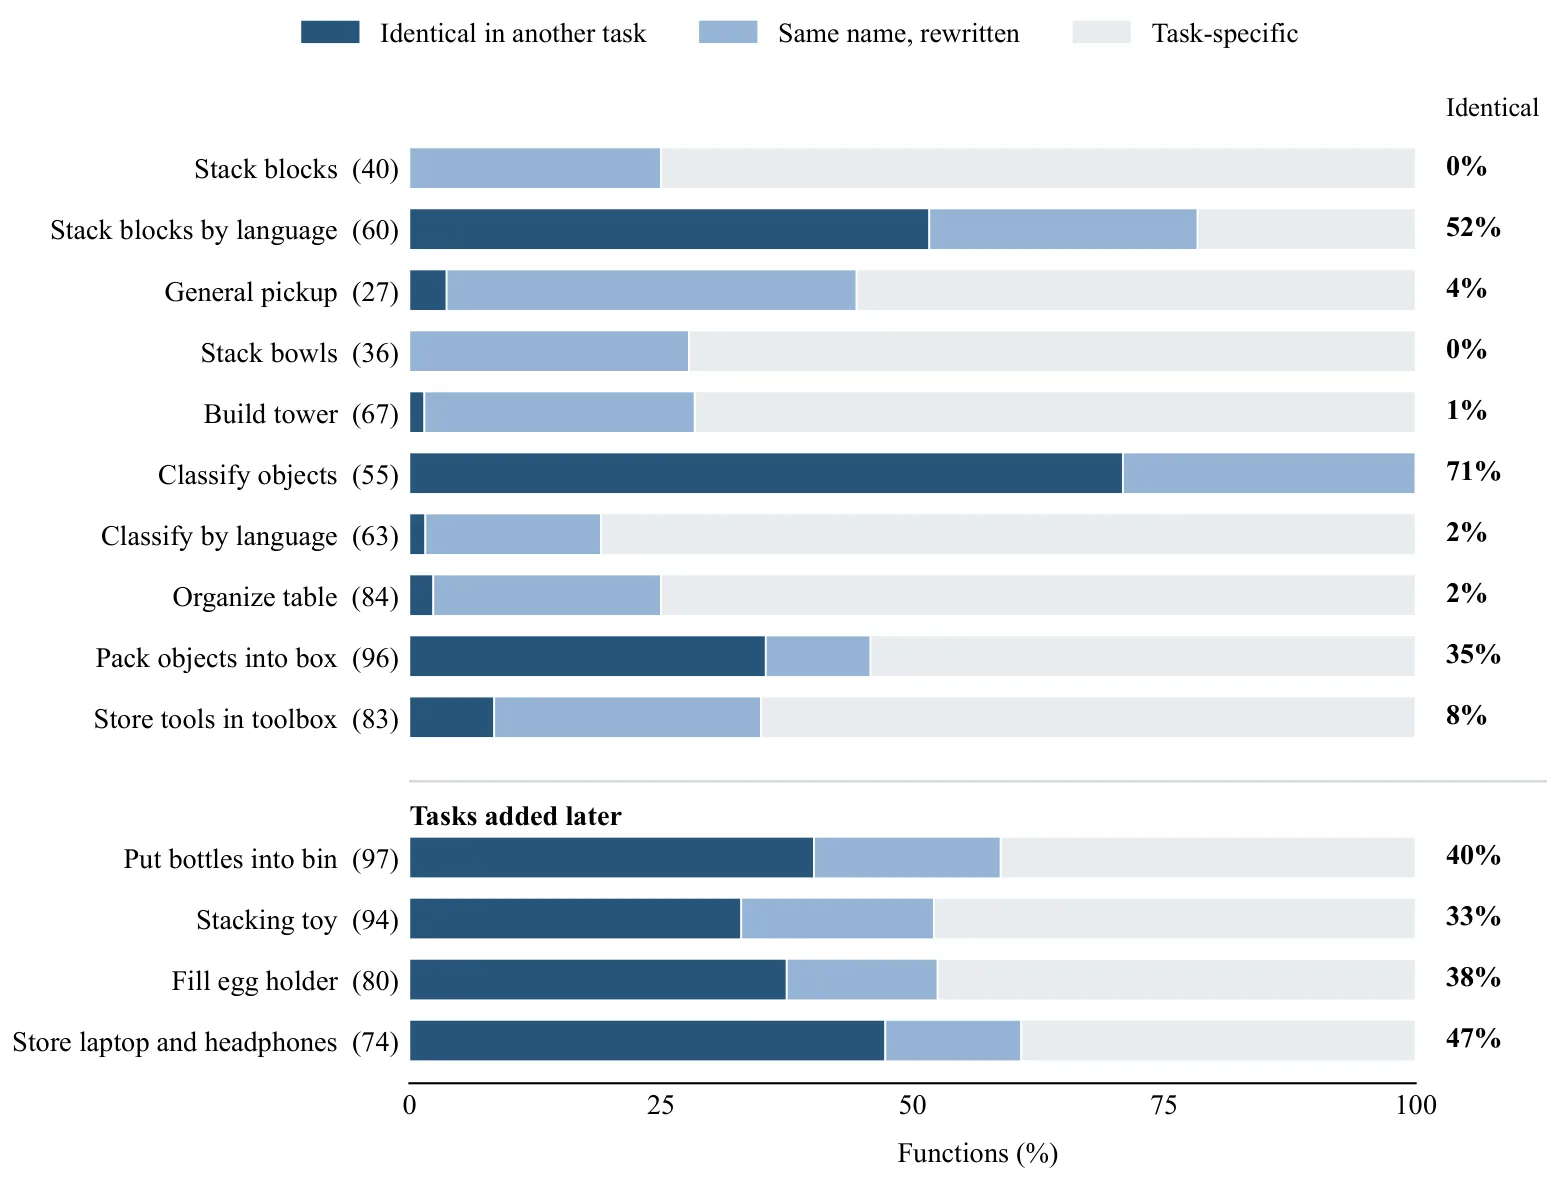 Identical in another task Same name, rewritten Task-specific
Identical
Stack blocks (40) 0%
Stack blocks by language (60) 52%
General pickup (27) 4%
Stack bowls (36) 0%
Build tower (67) 1%
Classify objects (55) 71%
Classify by language (63) 2%
Organize table (84) 2%
Pack objects into box (96) 35%
Store tools in toolbox (83) 8%
Tasks added later
Put bottles into bin (97) 40%
Stacking toy (94) 33%
Fill egg holder (80) 38%
Store laptop and headphones (74) 47%
0 25 50 75 100
Functions (%)